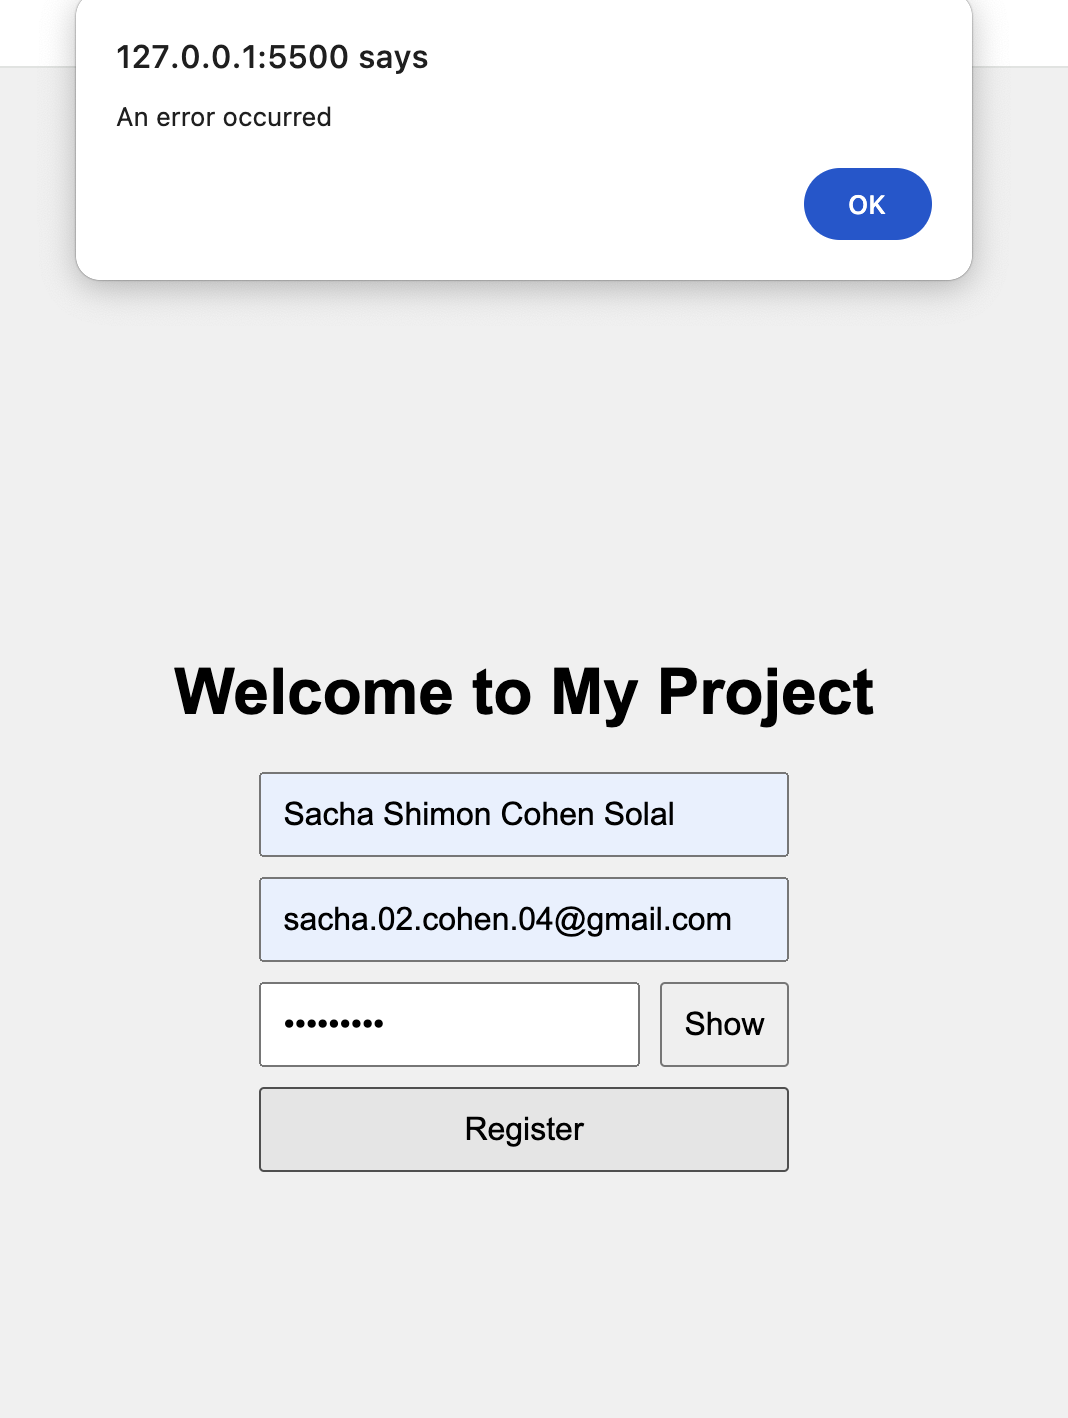 127.0.0.1:5500 says
An error occurred
OK
Welcome to My Project
Sacha Shimon Cohen Solal
sacha.02.cohen.04@gmail.com
•••••••••
Show
Register